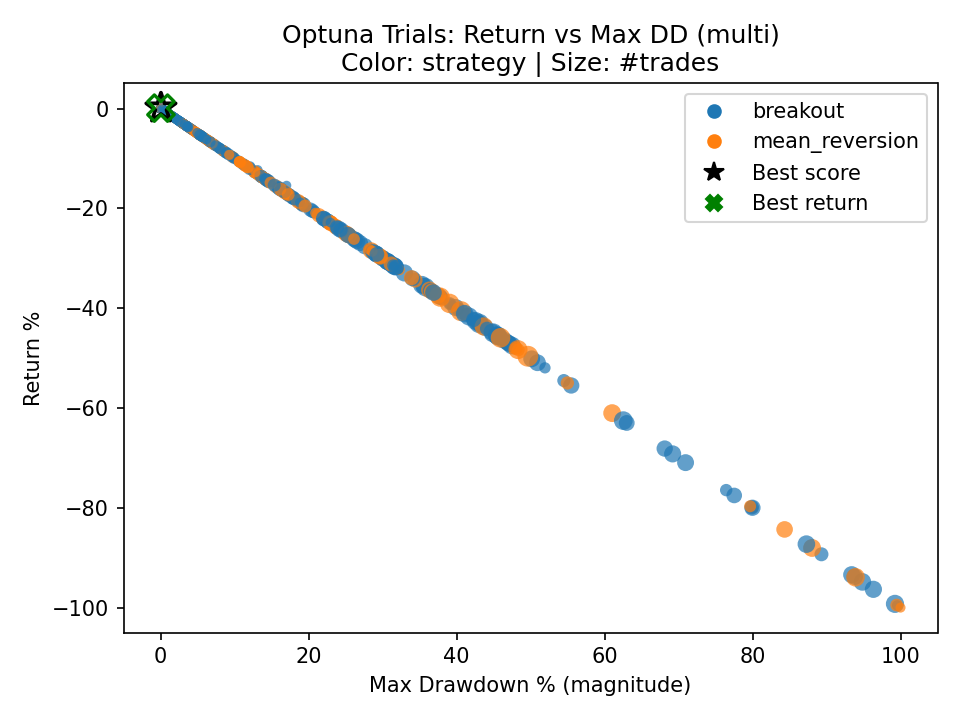 Optuna Trials: Return vs Max DD (multi)
Color: strategy | Size: #trades
breakout
mean_reversion
Best score
Best return
Return %
0
−20
−40
−60
−80
−100
0 20 40 60 80 100
Max Drawdown % (magnitude)